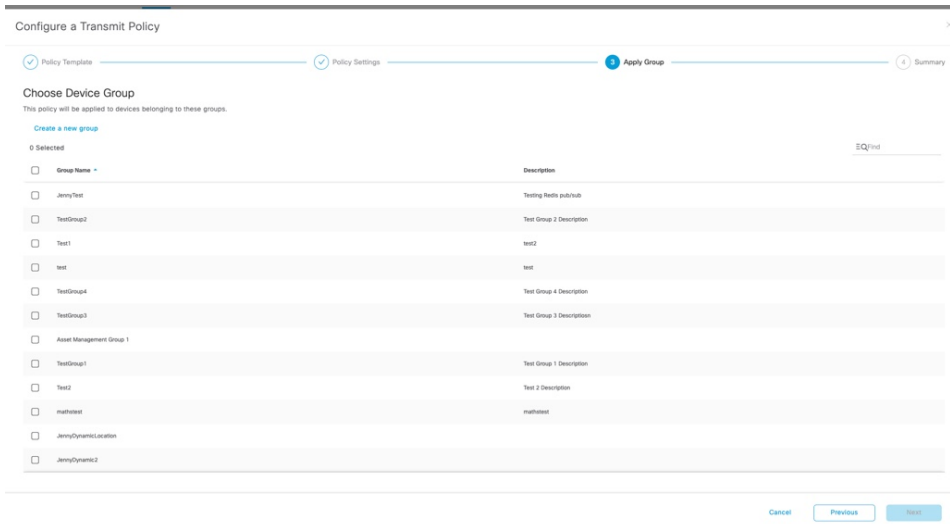 Configure a Transmit Policy
Policy Template
Policy Settings
3 Apply Group
4 Summary
Choose Device Group
This policy will be applied to devices belonging to these groups.
Create a new group
0 Selected
Find
Group Name Description
JennyTest Testing Redis pub/sub
TestGroup2 Test Group 2 Description
Test1 test2
test test
TestGroup4 Test Group 4 Description
TestGroup3 Test Group 3 Descriptioen
Asset Management Group 1
TestGroup1 Test Group 1 Description
Test2 Test 2 Description
mathstest mathstest
JennyDynamicLocation
JennyDynamic2
Cancel Previous Next